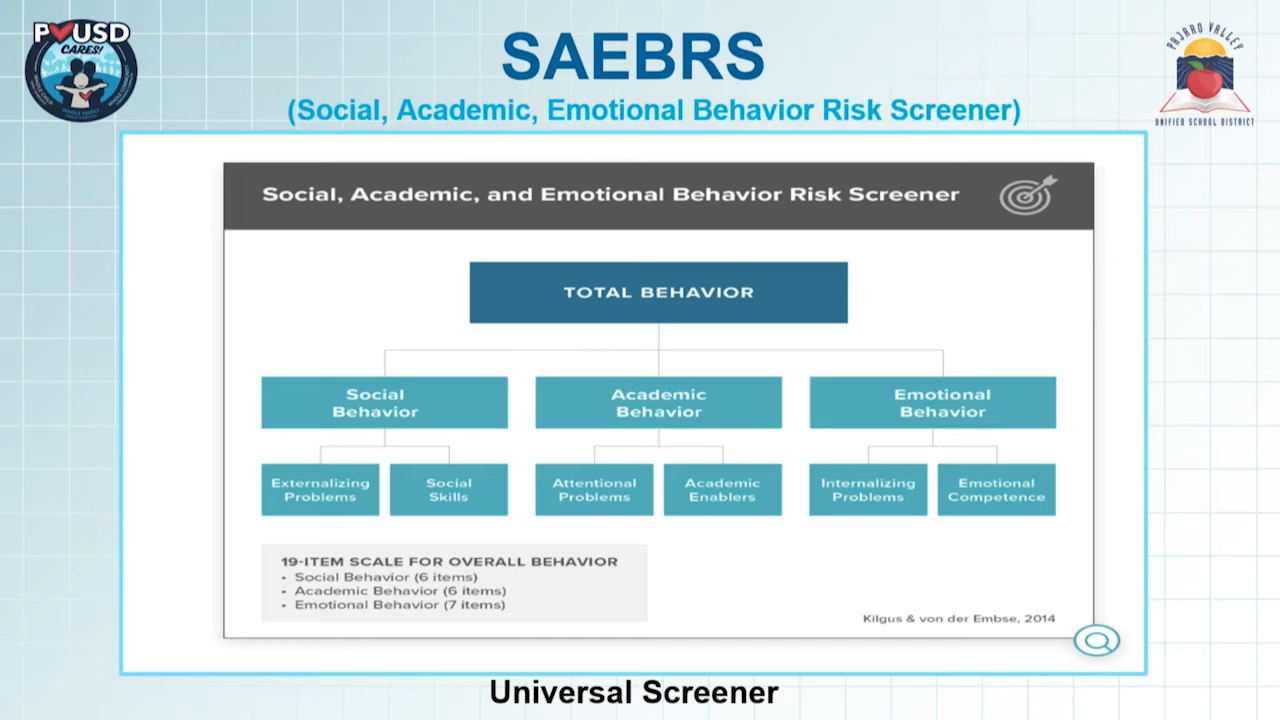 PVUSD
CARES!
SAEBRS
(Social, Academic, Emotional Behavior Risk Screener)
PAJARO VALLEY
UNIFIED SCHOOL DISTRICT
Social, Academic, and Emotional Behavior Risk Screener
TOTAL BEHAVIOR
Social
Behavior
Academic
Behavior
Emotional
Behavior
Externalizing
Problems
Social
Skills
Attentional
Problems
Academic
Enablers
Internalizing
Problems
Emotional
Competence
19-ITEM SCALE FOR OVERALL BEHAVIOR
• Social Behavior (6 items)
• Academic Behavior (6 items)
• Emotional Behavior (7 items)
Kilgus & von der Embse, 2014
Universal Screener